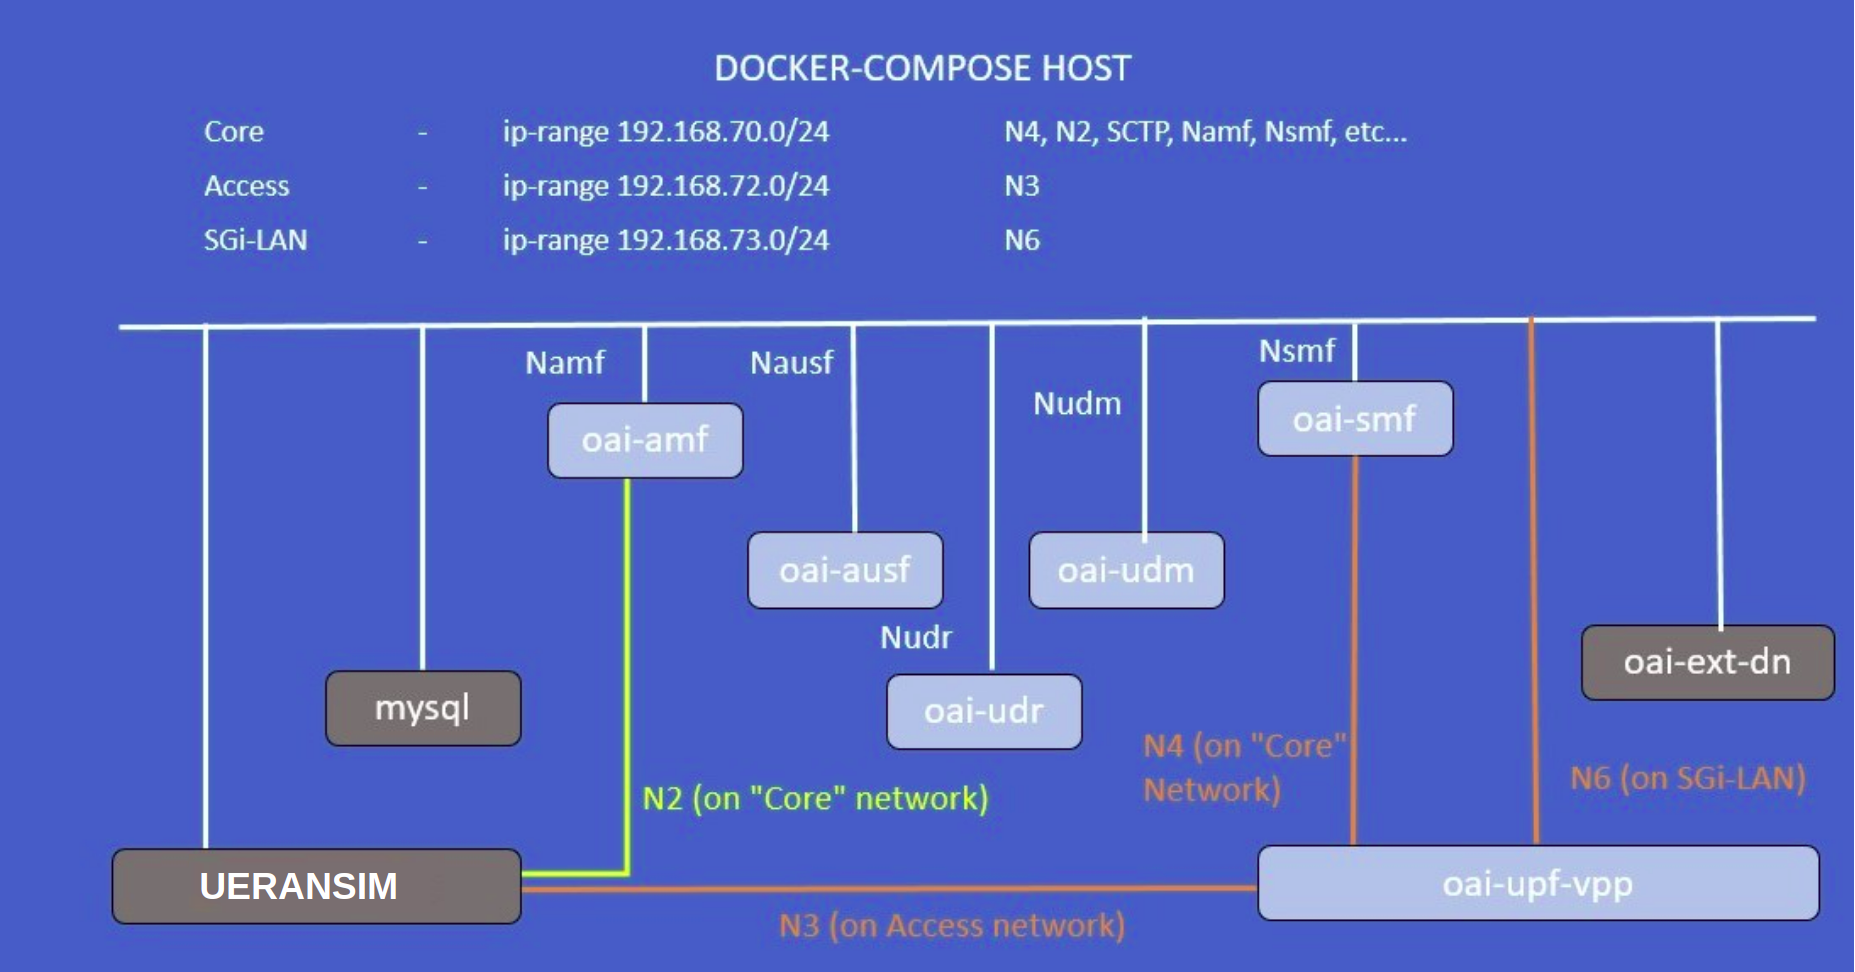 DOCKER-COMPOSE HOST
Core - ip-range 192.168.70.0/24 N4, N2, SCTP, Namf, Nsmf, etc...
Access - ip-range 192.168.72.0/24 N3
SGi-LAN - ip-range 192.168.73.0/24 N6
Namf
Nausf
Nsmf
Nudm
oai-amf
oai-smf
oai-ausf
oai-udm
Nudr
oai-ext-dn
mysql
oai-udr
N4 (on "Core"
Network)
N6 (on SGi-LAN)
N2 (on "Core" network)
UERANSIM
oai-upf-vpp
N3 (on Access network)